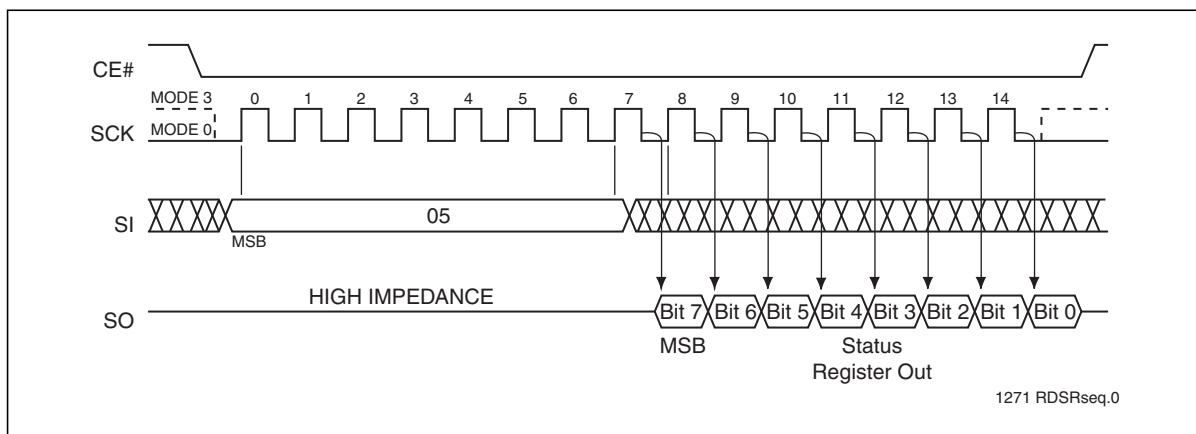 CE#
MODE 3 0 1 2 3 4 5 6 7 8 9 10 11 12 13 14
SCK MODE 0
SI 05
MSB
HIGH IMPEDANCE
SO Bit 7 Bit 6 Bit 5 Bit 4 Bit 3 Bit 2 Bit 1 Bit 0
MSB Status
Register Out
1271 RDSRseq.0